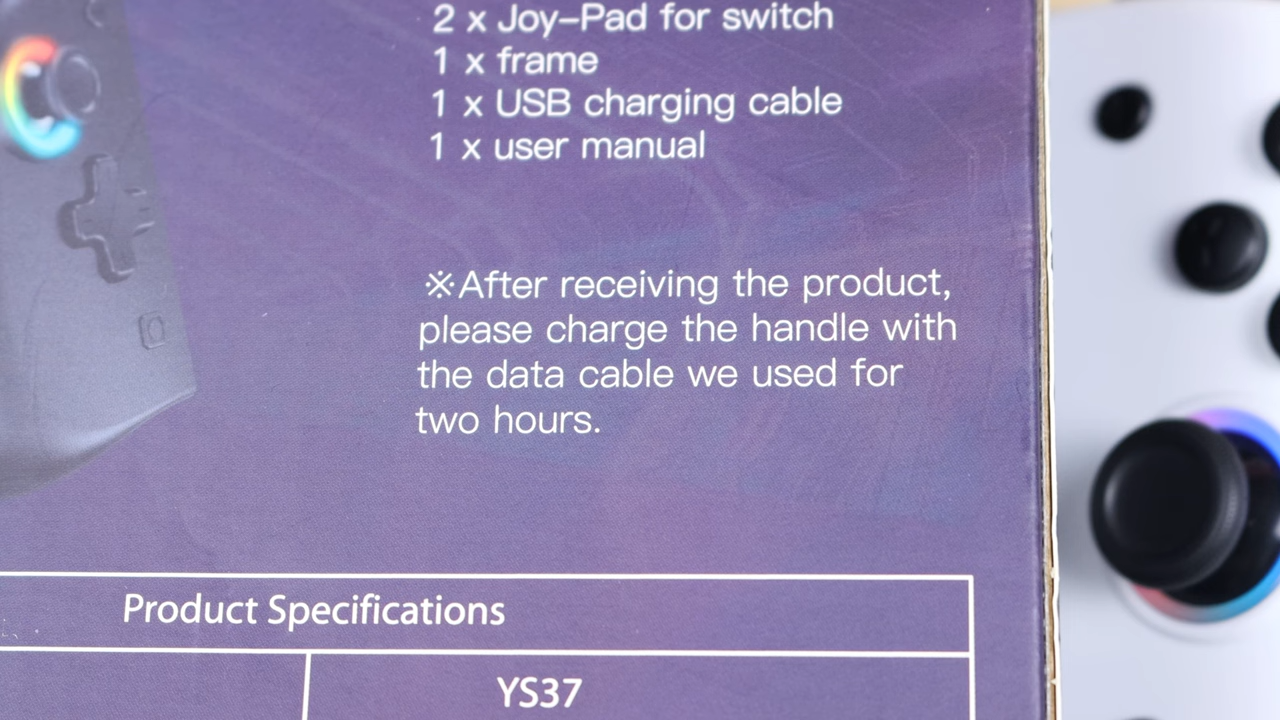 2 x Joy-Pad for switch
1 x frame
1 x USB charging cable
1 x user manual
※After receiving the product,
please charge the handle with
the data cable we used for
two hours.
Product Specifications
YS37